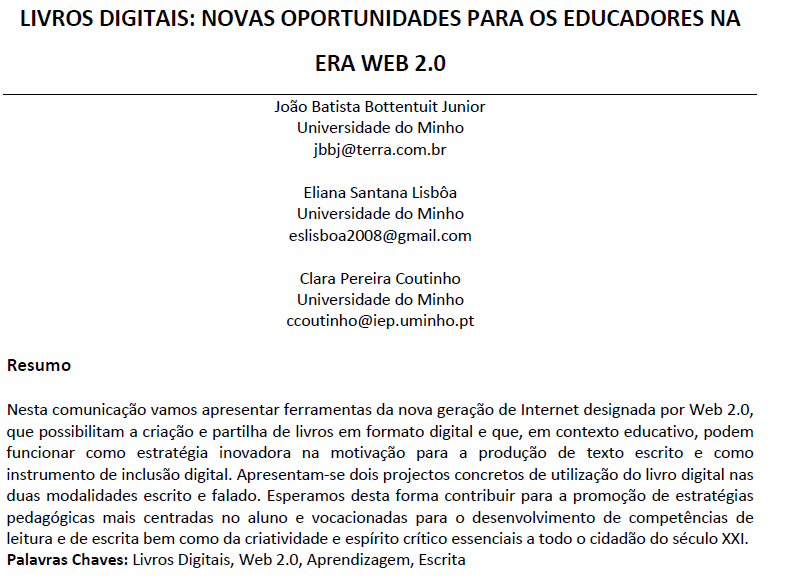 LIVROS DIGITAIS: NOVAS OPORTUNIDADES PARA OS EDUCADORES NA
ERA WEB 2.0
João Batista Bottentuit Junior
Universidade do Minho
jbbj@terra.com.br
Eliana Santana Lisbôa
Universidade do Minho
eslisboa2008@gmail.com
Clara Pereira Coutinho
Universidade do Minho
ccoutinho@iep.uminho.pt
Resumo
Nesta comunicação vamos apresentar ferramentas da nova geração de Internet designada por Web 2.0,
que possibilitam a criação e partilha de livros em formato digital e que, em contexto educativo, podem
funcionar como estratégia inovadora na motivação para a produção de texto escrito e como
instrumento de inclusão digital. Apresentam-se dois projectos concretos de utilização do livro digital nas
duas modalidades escrito e falado. Esperamos desta forma contribuir para a promoção de estratégias
pedagógicas mais centradas no aluno e vocacionadas para o desenvolvimento de competências de
leitura e de escrita bem como da criatividade e espírito crítico essenciais a todo o cidadão do século XXI.
Palavras Chaves: Livros Digitais, Web 2.0, Aprendizagem, Escrita